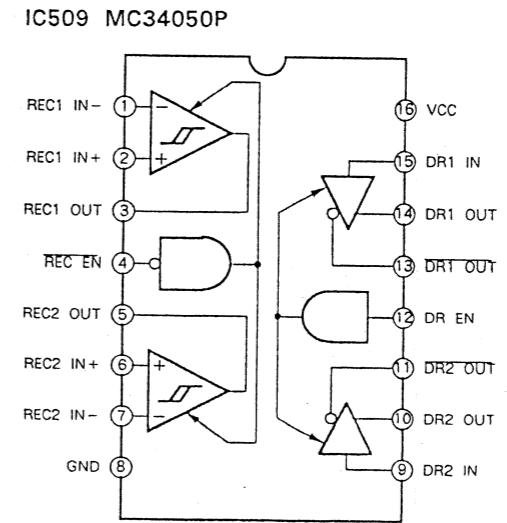 IC509 MC34050P
REC1 IN- 1 -
REC1 IN+ 2 +
REC1 OUT 3
REC EN 4
REC2 OUT 5
REC2 IN+ 6 +
REC2 IN- 7 -
GND 8
16 VCC
15 DR1 IN
14 DR1 OUT
13 DR1 OUT
12 DR EN
11 DR2 OUT
10 DR2 OUT
9 DR2 IN